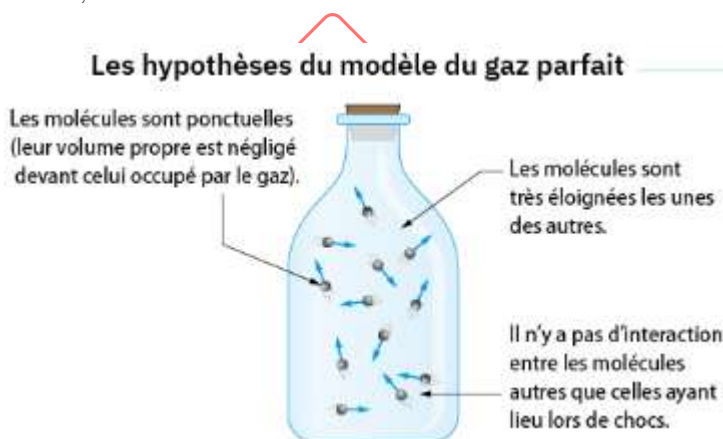 Les hypothèses du modèle du gaz parfait
Les molécules sont ponctuelles
(leur volume propre est négligé
devant celui occupé par le gaz).
Les molécules sont
très éloignées les unes
des autres.
Il n'y a pas d'interaction
entre les molécules
autres que celles ayant
lieu lors de chocs.